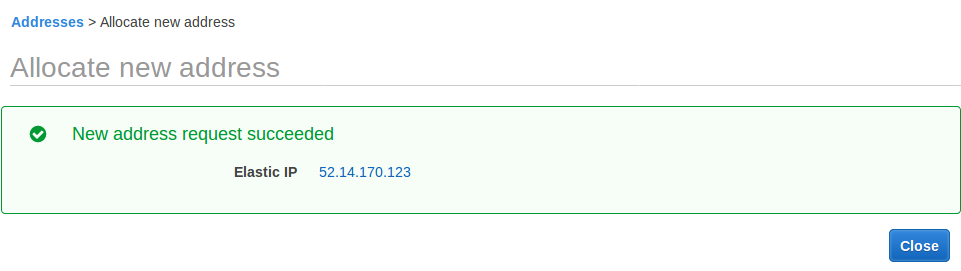 Addresses > Allocate new address
Allocate new address
New address request succeeded
Elastic IP 52.14.170.123
Close